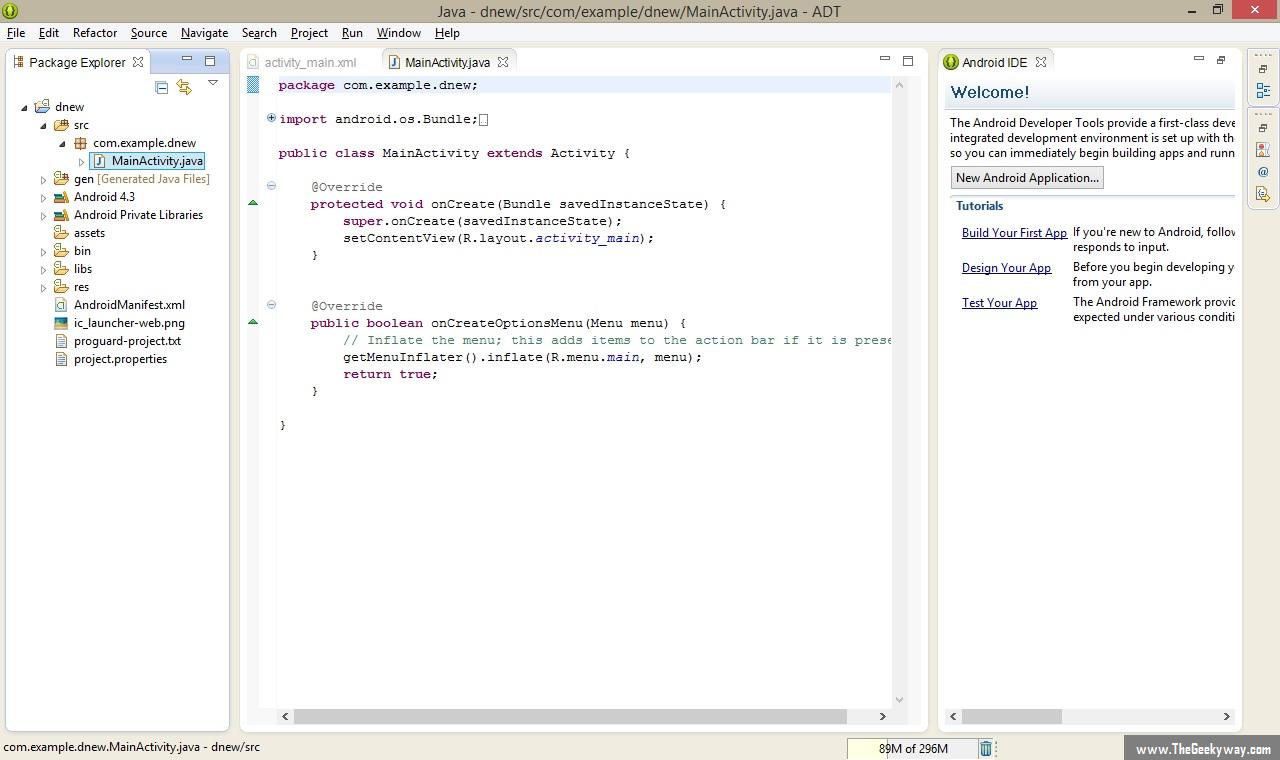 Java - dnew/src/com/example/dnew/MainActivity.java - ADT
File Edit Refactor Source Navigate Search Project Run Window Help
Package Explorer
dnew
src
com.example.dnew
MainActivity.java
gen [Generated Java Files]
Android 4.3
Android Private Libraries
assets
bin
libs
res
AndroidManifest.xml
ic_launcher-web.png
proguard-project.txt
project.properties
activity_main.xml MainActivity.java
package com.example.dnew;
import android.os.Bundle;
public class MainActivity extends Activity {
@Override
protected void onCreate(Bundle savedInstanceState) {
super.onCreate(savedInstanceState);
setContentView(R.layout.activity_main);
}
@Override
public boolean onCreateOptionsMenu(Menu menu) {
// Inflate the menu; this adds items to the action bar if it is prese
getMenuInflater().inflate(R.menu.main, menu);
return true;
}
}
Android IDE
Welcome!
The Android Developer Tools provide a first-class deve
integrated development environment is set up with th
so you can immediately begin building apps and runn
New Android Application...
Tutorials
Build Your First App If you're new to Android, follow
responds to input.
Design Your App Before you begin developing y
from your app.
Test Your App The Android Framework provid
expected under various conditi
com.example.dnew.MainActivity.java - dnew/src
89M of 296M
www.TheGeekyway.com